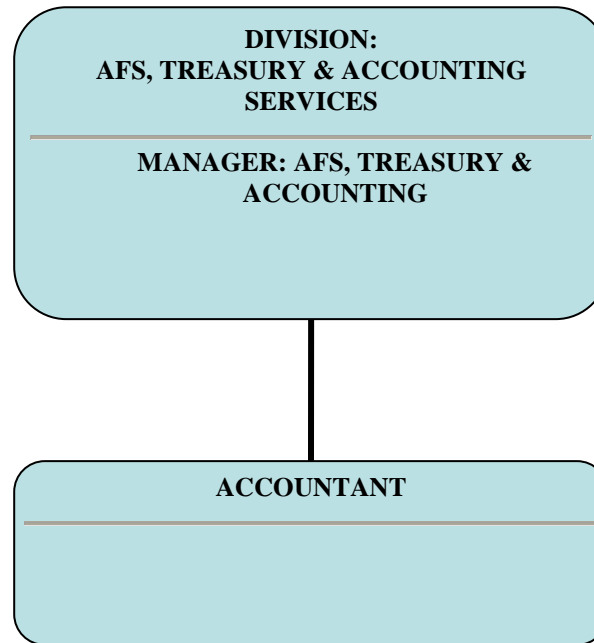 DIVISION:
AFS, TREASURY & ACCOUNTING
SERVICES
MANAGER: AFS, TREASURY &
ACCOUNTING
ACCOUNTANT